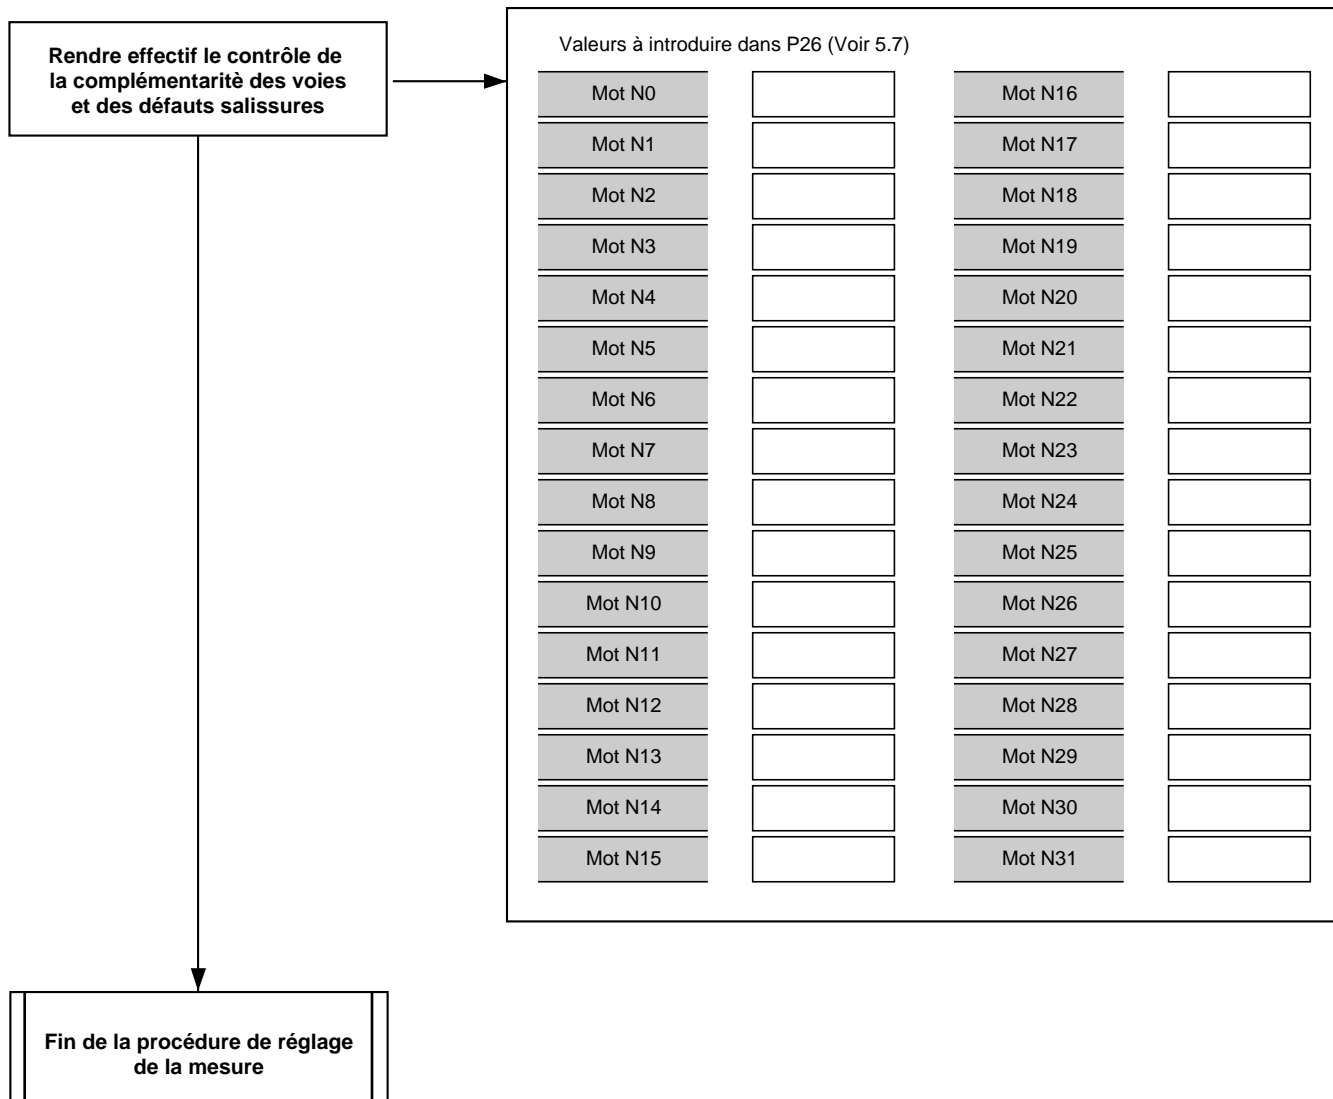 Rendre effectif le contrôle de
la complémentaritè des voies
et des défauts salissures
Valeurs à introduire dans P26 (Voir 5.7)
Mot N0
Mot N16
Mot N1
Mot N17
Mot N2
Mot N18
Mot N3
Mot N19
Mot N4
Mot N20
Mot N5
Mot N21
Mot N6
Mot N22
Mot N7
Mot N23
Mot N8
Mot N24
Mot N9
Mot N25
Mot N10
Mot N26
Mot N11
Mot N27
Mot N12
Mot N28
Mot N13
Mot N29
Mot N14
Mot N30
Mot N15
Mot N31
Fin de la procédure de réglage
de la mesure